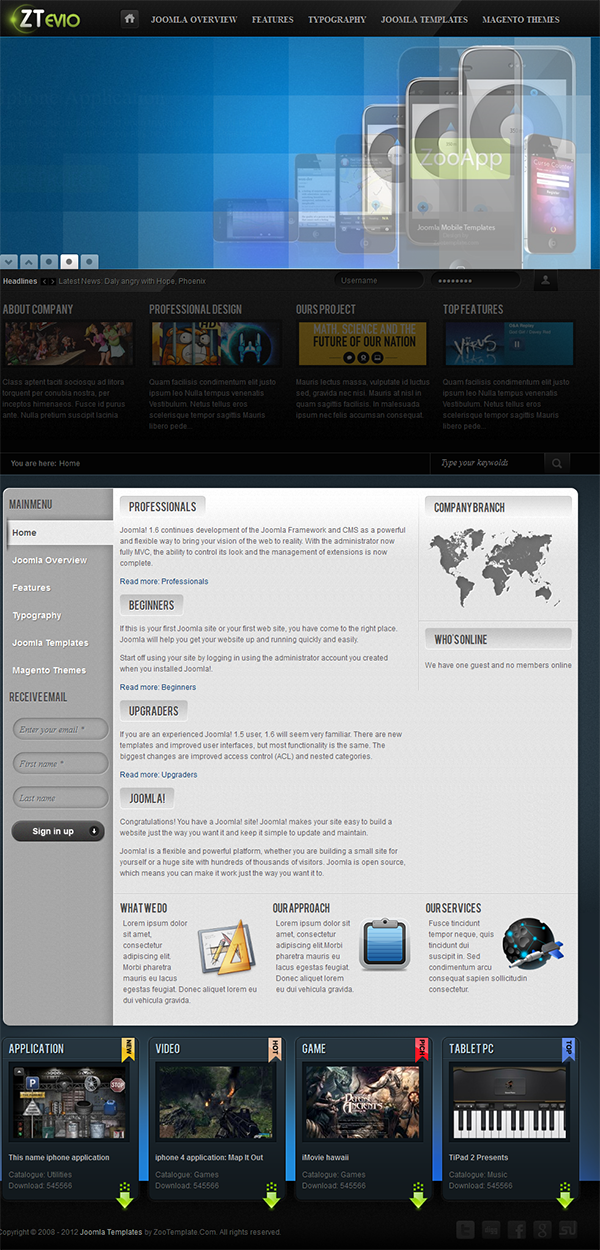 ZT EVIO
JOOMLA OVERVIEW FEATURES TYPOGRAPHY JOOMLA TEMPLATES MAGENTO THEMES
iphone Application
ZooApp
Joomla Mobile Templates
Headlines Latest News: Daly angry with Hope, Phoenix
Username
ABOUT COMPANY
Class aptent taciti sociosqu ad litora
torquent per conubia nostra, per
inceptos himenaeos. Fusce id purus
ante. Nulla pretium suscipit lacinia
PROFESSIONAL DESIGN
HD
Quam facilisis condimentum elit justo
ipsum leo Nulla tempus venenatis
Vestibulum. Netus tellus eros
scelerisque tempor sagittis Mauris
libero pede..
OURS PROJECT
MATH, SCIENCE AND THE
FUTURE OF OUR NATION
Mauris lectus massa, vulputate id luctus
sed, gravida nec nisi. Mauris at nisl in
quam sagittis facilisis. In malesuada
ipsum nec felis accumsan consequat.
TOP FEATURES
Quam facilisis condimentum elit justo
ipsum leo Nulla tempus venenatis
Vestibulum. Netus tellus eros
scelerisque tempor sagittis Mauris
libero pede..
You are here: Home
Type your keywolds
MAIN MENU
Home
Joomla Overview
Features
Typography
Joomla Templates
Magento Themes
RECEIVE EMAIL
Enter your email *
First name *
Last name
Sign in up
PROFESSIONALS
Joomla! 1.6 continues development of the Joomla Framework and CMS as a powerful
and flexible way to bring your vision of the web to reality. With the administrator now
fully MVC, the ability to control its look and the management of extensions is now
complete.
Read more: Professionals
BEGINNERS
If this is your first Joomla site or your first web site, you have come to the right place.
Joomla will help you get your website up and running quickly and easily.
Start off using your site by logging in using the administrator account you created
when you installed Joomla!.
Read more: Beginners
UPGRADERS
If you are an experienced Joomla! 1.5 user, 1.6 will seem very familiar. There are new
templates and improved user interfaces, but most functionality is the same. The
biggest changes are improved access control (ACL) and nested categories.
Read more: Upgraders
JOOMLA!
Congratulations! You have a Joomla! site! Joomla! makes your site easy to build a
website just the way you want it and keep it simple to update and maintain.
Joomla! is a flexible and powerful platform, whether you are building a small site for
yourself or a huge site with hundreds of thousands of visitors. Joomla is open source,
which means you can make it work just the way you want it to.
COMPANY BRANCH
WHO'S ONLINE
We have one guest and no members online
WHAT WE DO
Lorem ipsum dolor
sit amet,
consectetur
adipiscing elit.
Morbi pharetra
mauris eu lacus
egestas feugiat. Donec aliquet lorem eu
dui vehicula gravida.
OUR APPROACH
Lorem ipsum dolor sit
amet, consectetur
adipiscing elit.Morbi
pharetra mauris eu
lacus egestas feugiat.
Donec aliquet lorem eu dui vehicula
gravida.
OUR SERVICES
Fusce tincidunt
tempor neque, quis
tincidunt dui
suscipit in. Sed
condimentum arcu
consequat sapien sollicitudin
consectetur.
APPLICATION
NEW
P
STOP
This name iphone application
Catalogue: Utilities
Download: 545566
VIDEO
HOT
iphone 4 application: Map It Out
Catalogue: Games
Download: 545566
GAME
PICK
iMovie hawaii
Catalogue: Games
Download: 545566
TABLET PC
TOP
TiPad 2 Presents
Catalogue: Music
Download: 545566
Copyright © 2008 - 2012 Joomla Templates by ZooTemplate.Com. All rights reserved.